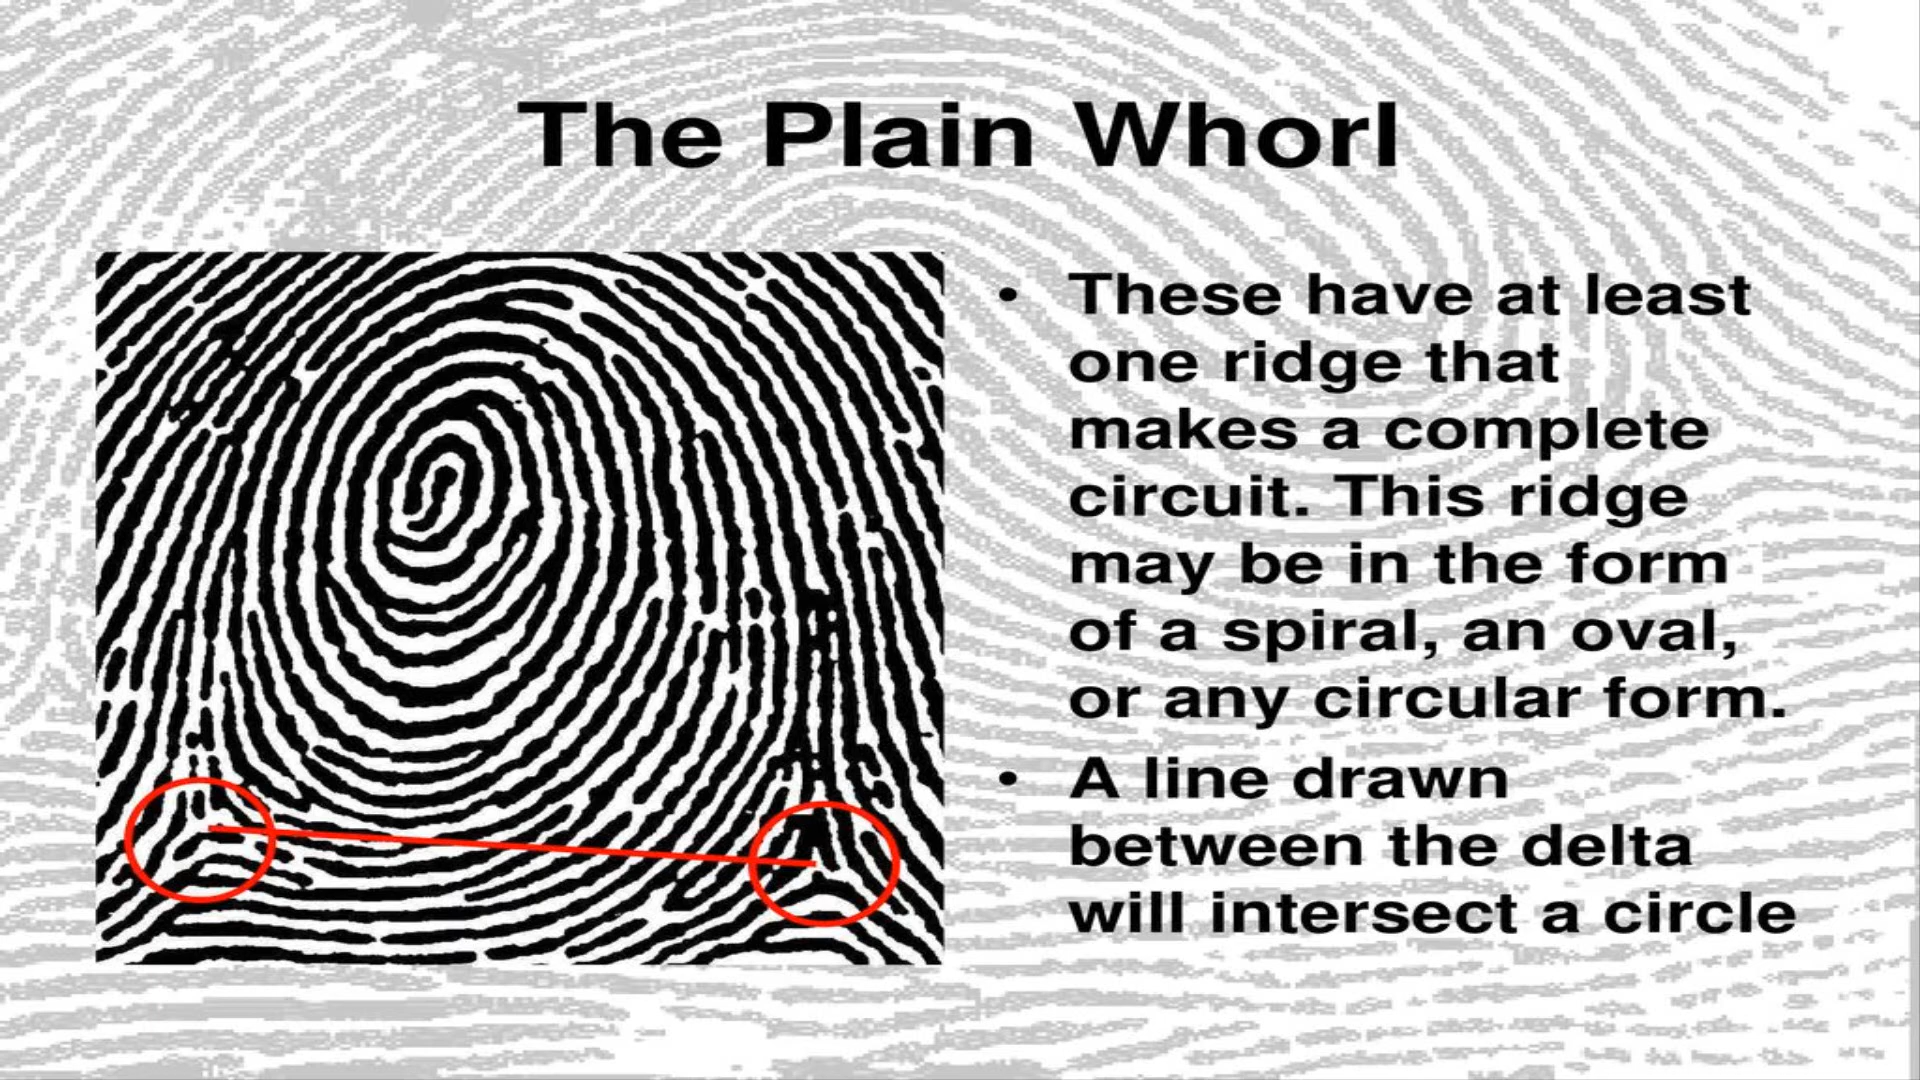 The Plain Whorl
• These have at least
one ridge that
makes a complete
circuit. This ridge
may be in the form
of a spiral, an oval,
or any circular form.
• A line drawn
between the delta
will intersect a circle